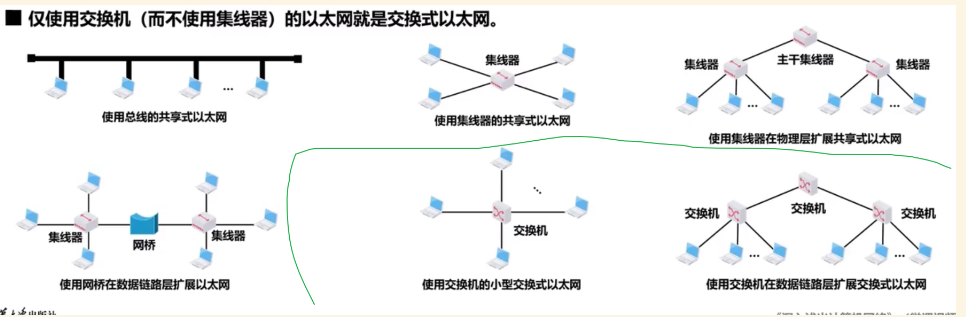 仅使用交换机（而不使用集线器）的以太网就是交换式以太网。
...
使用总线的共享式以太网
集线器
使用集线器的共享式以太网
主干集线器
集线器
集线器
...
...
使用集线器在物理层扩展共享式以太网
集线器
网桥
集线器
使用网桥在数据链路层扩展以太网
...
交换机
使用交换机的小型交换式以太网
交换机
交换机
交换机
...
...
使用交换机在数据链路层扩展交换式以太网
大学出版社